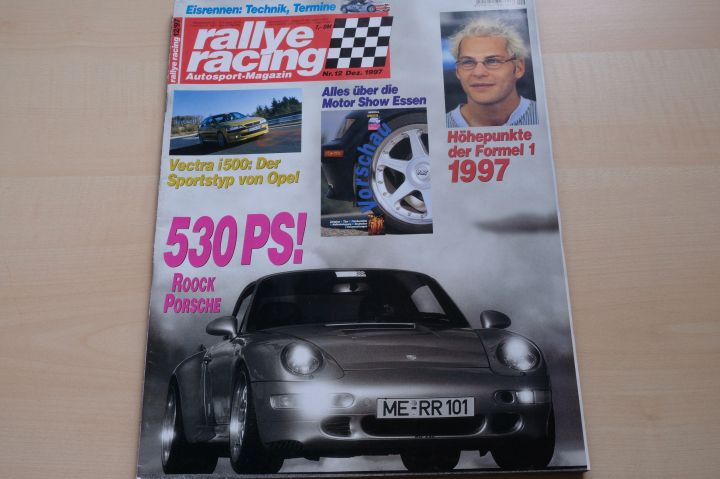 Eisrennen: Technik, Termine
rallye racing 12/97
rallye
racing
7,- DM
Autosport-Magazin
Nr. 12 Dez. 1997
Alles über die
Motor Show Essen
Vorschau
Vectra i500: Der
Sportstyp von Opel
Höhepunkte
der Formel 1
1997
530 PS!
ROOCK
PORSCHE
ME-RR 101